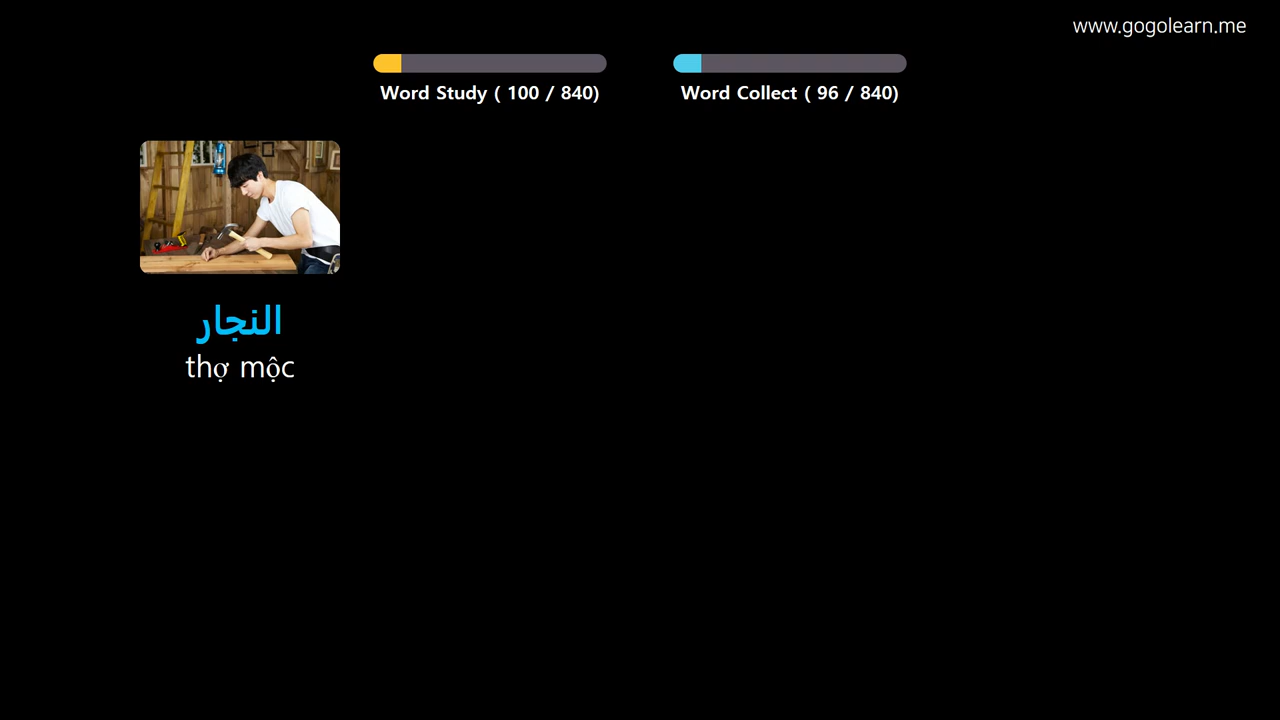 www.gogolearn.me
Word Study ( 100 / 840)
Word Collect ( 96 / 840)
النجار
thợ mộc